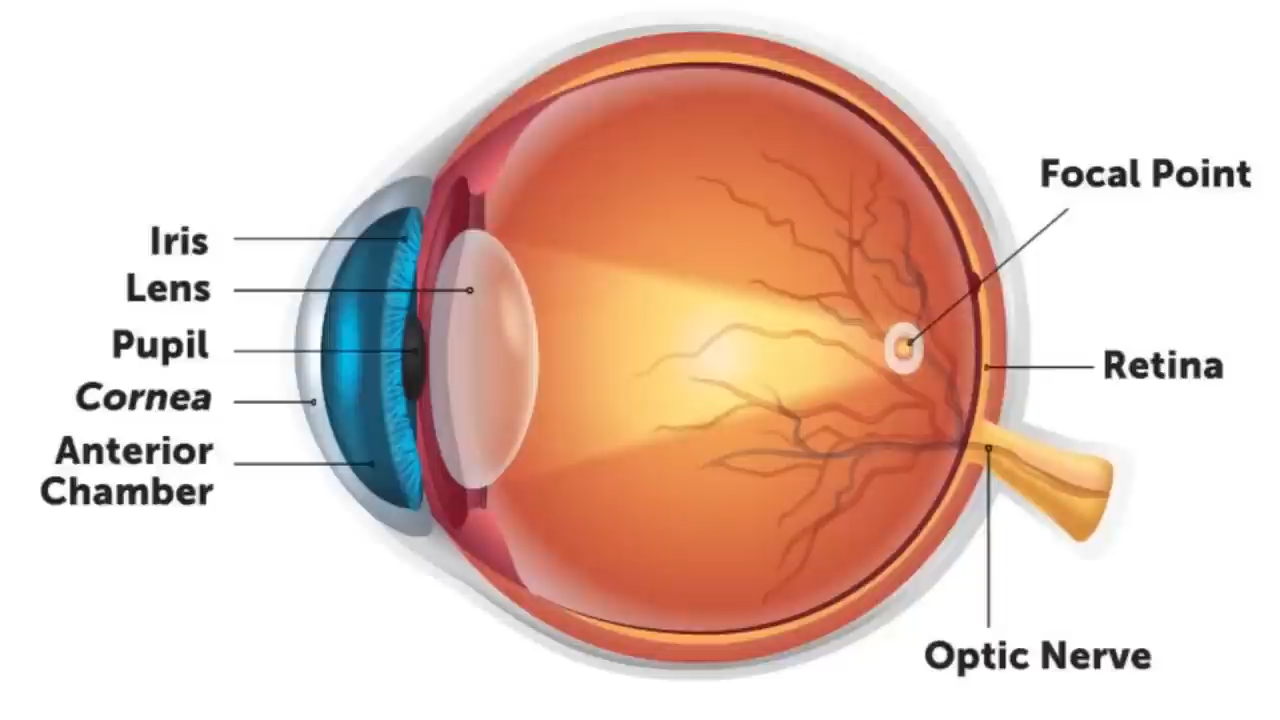 Iris
Lens
Pupil
Cornea
Anterior
Chamber
Focal Point
Retina
Optic Nerve